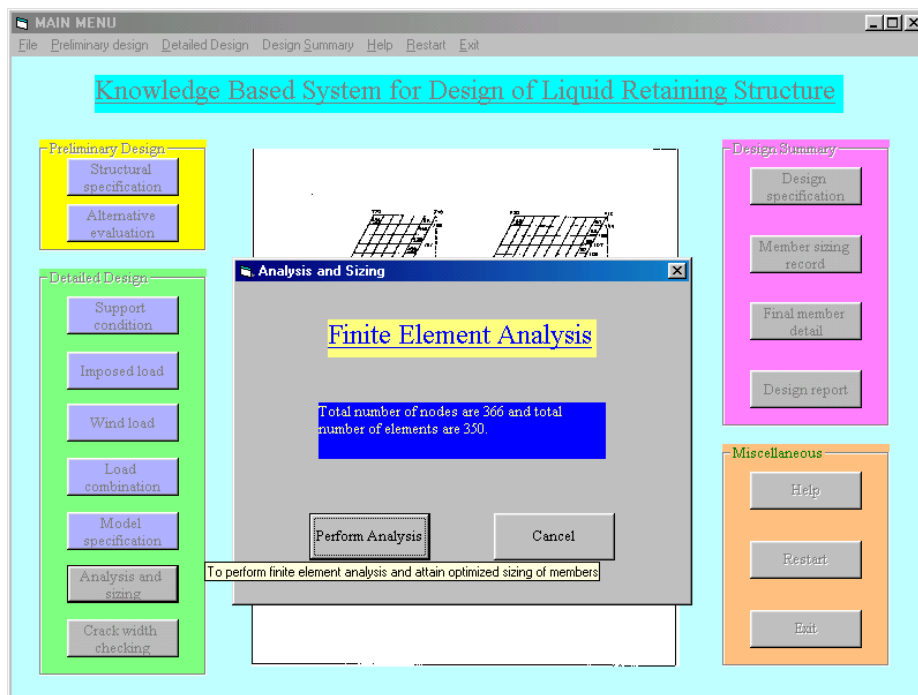 MAIN MENU
File Preliminary design Detailed Design Design Summary Help Restart Exit
Knowledge Based System for Design of Liquid Retaining Structure
Preliminary Design
Structural
specification
Alternative
evaluation
Detailed Design
Support
condition
Imposed load
Wind load
Load
combination
Model
specification
Analysis and
sizing
Crack width
checking
Analysis and Sizing
Finite Element Analysis
Total number of nodes are 366 and total
number of elements are 350.
Perform Analysis
Cancel
To perform finite element analysis and attain optimized sizing of members
Design Summary
Design
specification
Member sizing
record
Final member
detail
Design report
Miscellaneous
Help
Restart
Exit